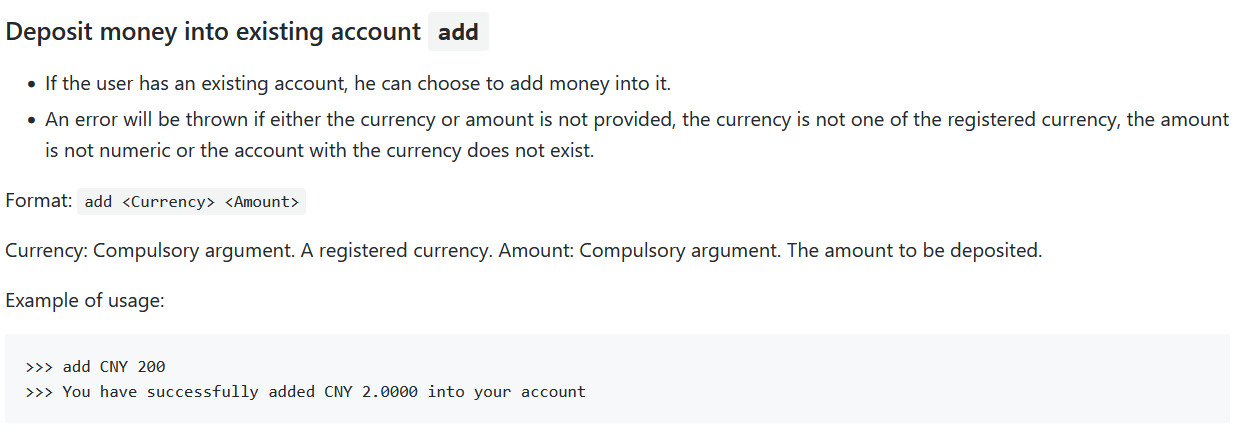 Deposit money into existing account add
• If the user has an existing account, he can choose to add money into it.
• An error will be thrown if either the currency or amount is not provided, the currency is not one of the registered currency, the amount
is not numeric or the account with the currency does not exist.
Format: add <Currency> <Amount>
Currency: Compulsory argument. A registered currency. Amount: Compulsory argument. The amount to be deposited.
Example of usage:
>>> add CNY 200
>>> You have successfully added CNY 2.0000 into your account